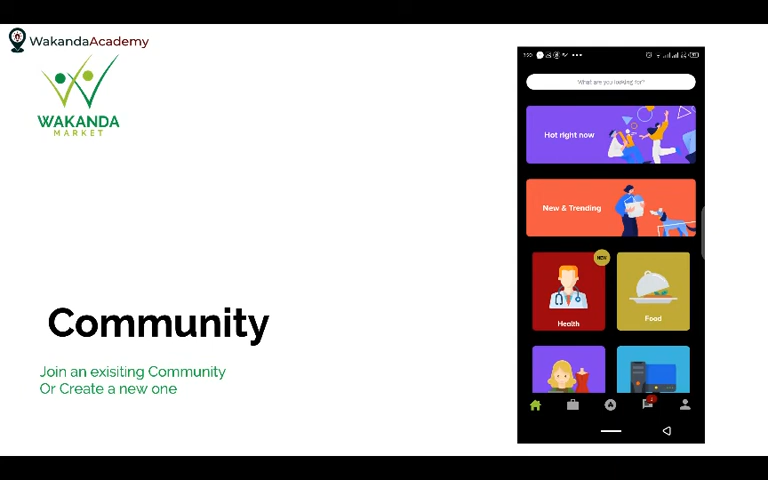 WakandaAcademy
WAKANDA
MARKET
Community
Join an exisiting Community
Or Create a new one
What are you looking for?
Hot right now
New & Trending
NEW
Health
Food